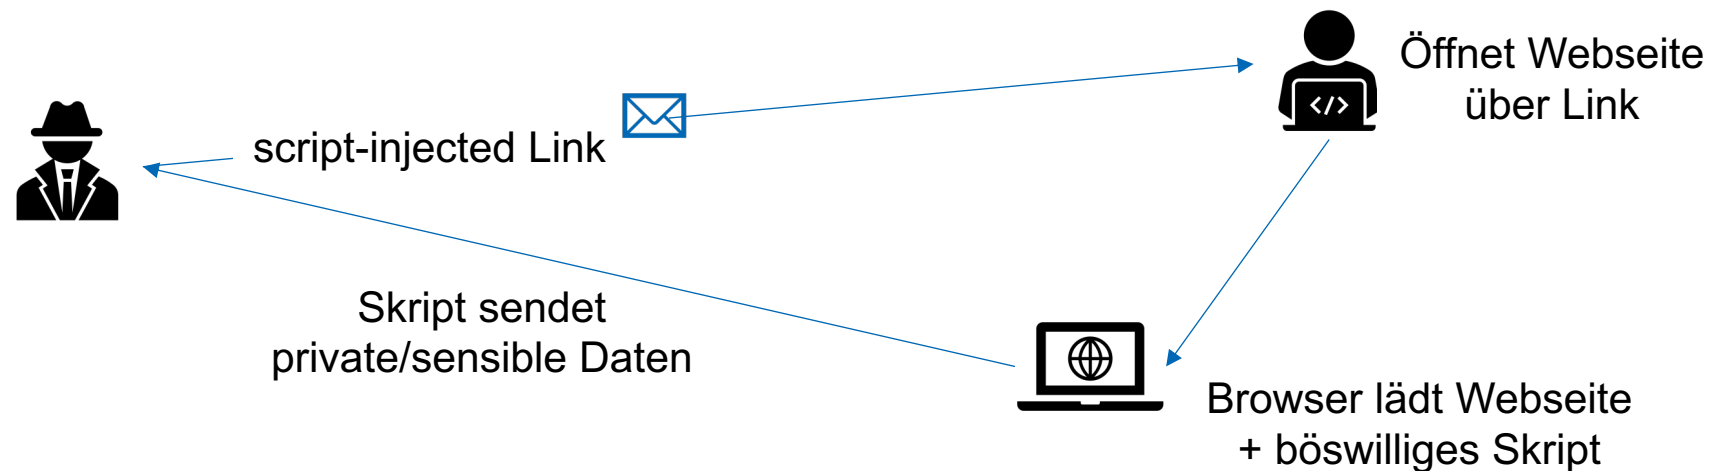 Öffnet Webseite
über Link
script-injected Link
</>
Skript sendet
private/sensible Daten
Browser lädt Webseite
+ böswilliges Skript